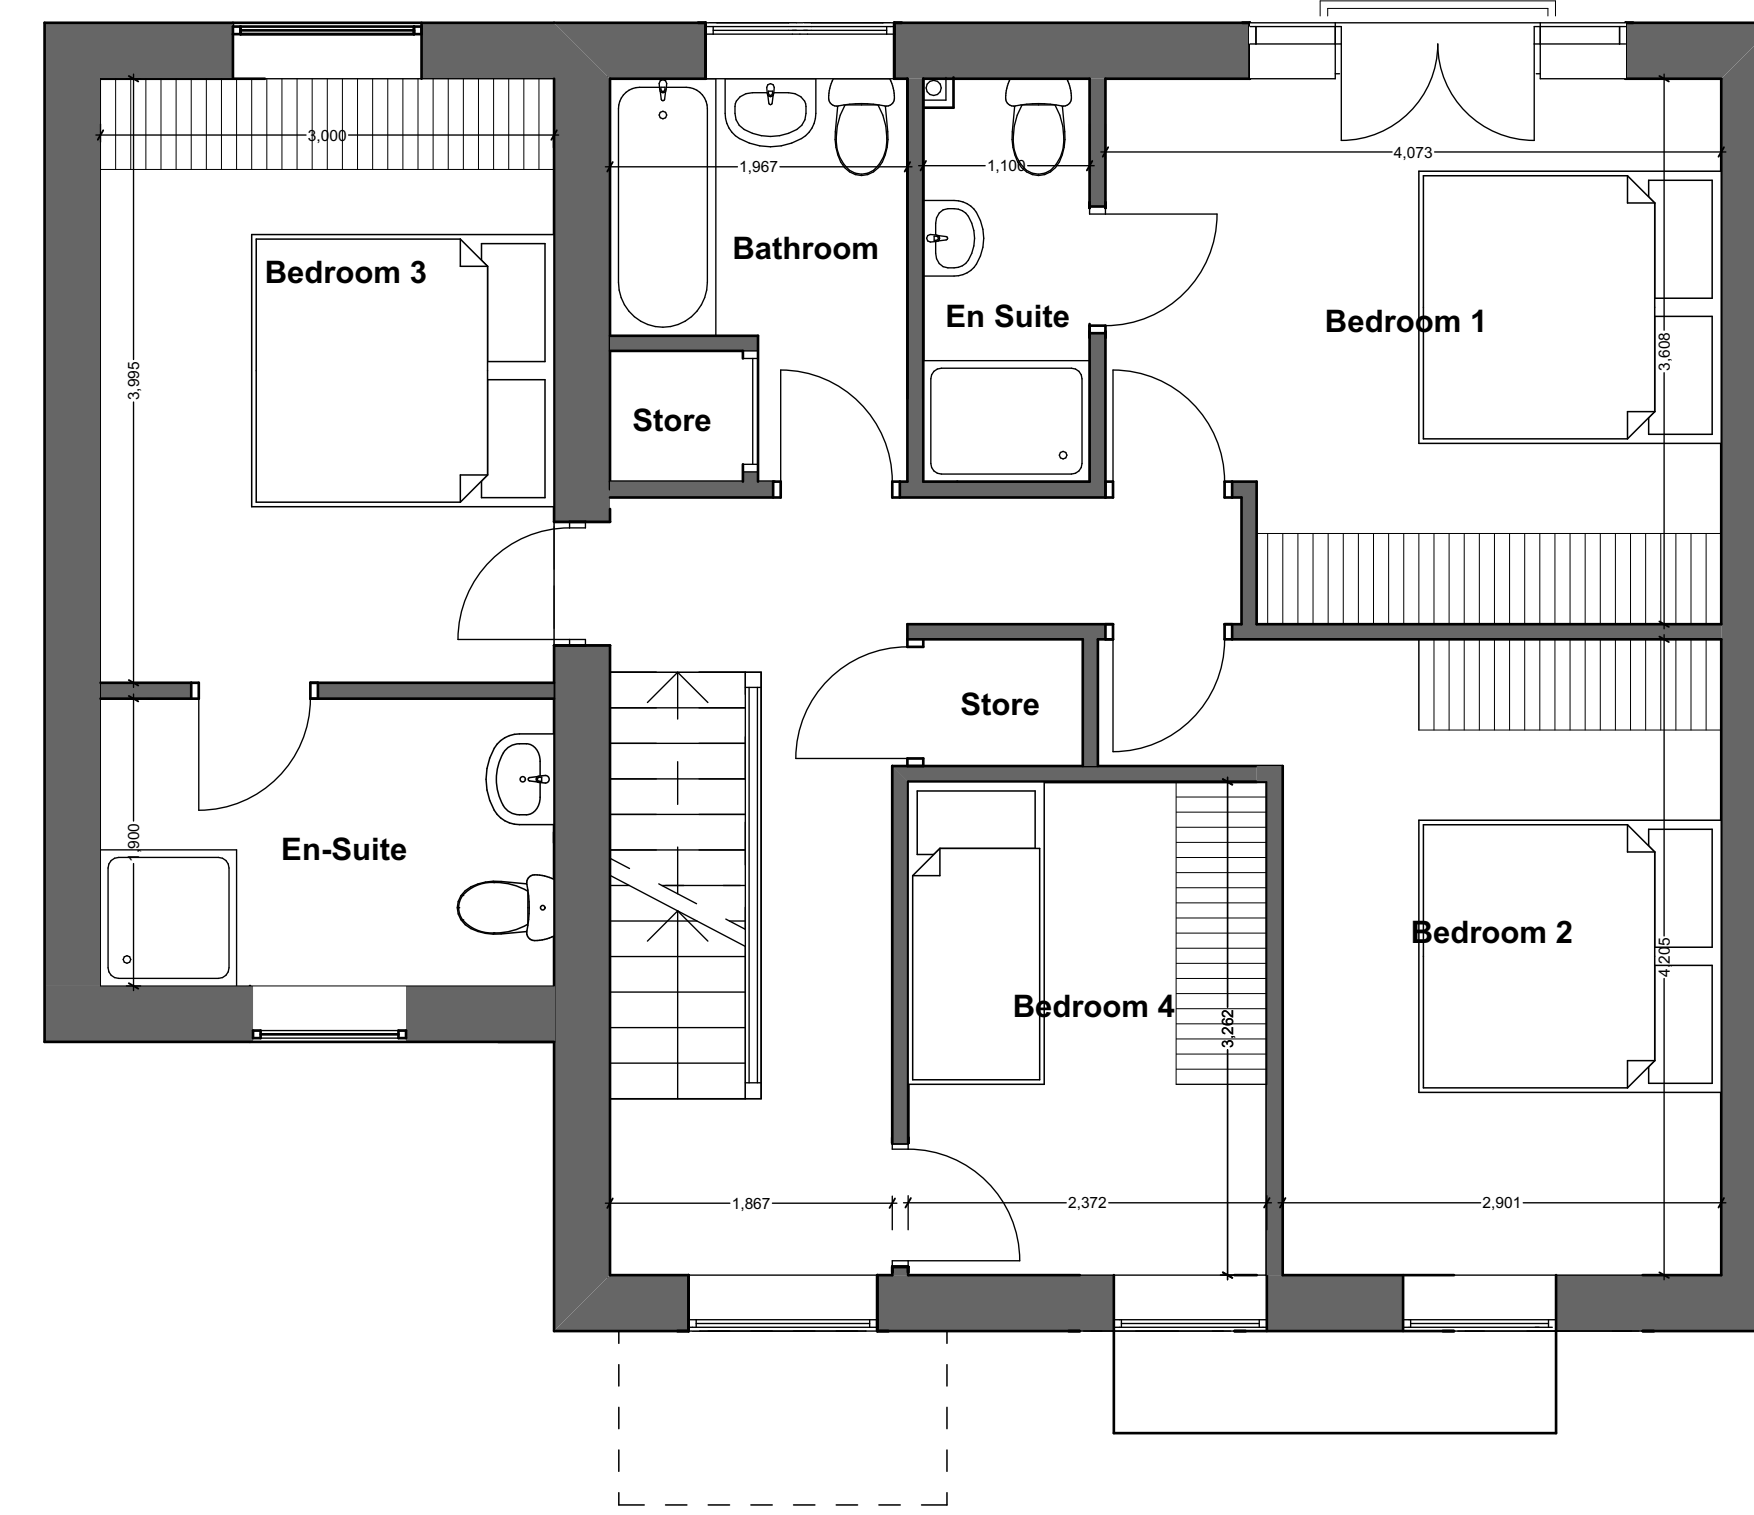 3,000
1,967
1,100
4,073
Bathroom
Bedroom 3
En Suite
Bedroom 1
3,995
3,608
Store
Store
1,900
En-Suite
Bedroom 2
4,205
Bedroom 4
3,262
1,867
2,372
2,901